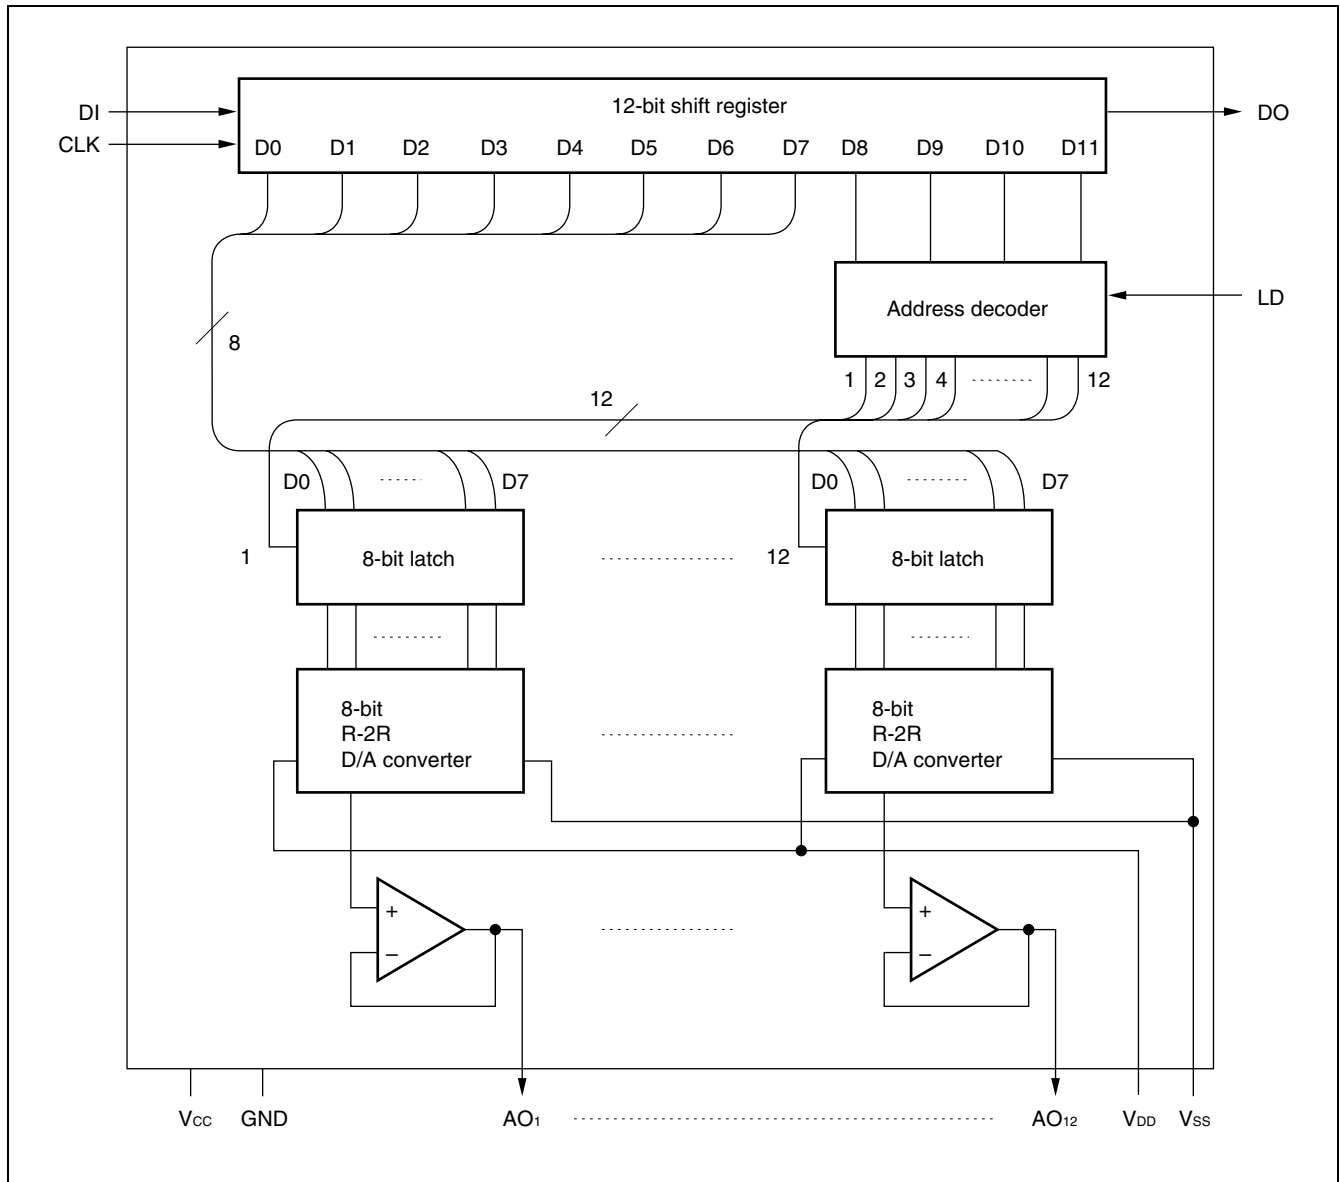 12-bit shift register
DI
DO
CLK
D0 D1 D2 D3 D4 D5 D6 D7 D8 D9 D10 D11
LD
Address decoder
8
1 2 3 4 ........ 12
12
D0 ...... D7
D0 ........ D7
1
8-bit latch
12
8-bit latch
8-bit
R-2R
D/A converter
8-bit
R-2R
D/A converter
+
−
+
−
VCC GND AO1 AO12 VDD VSS